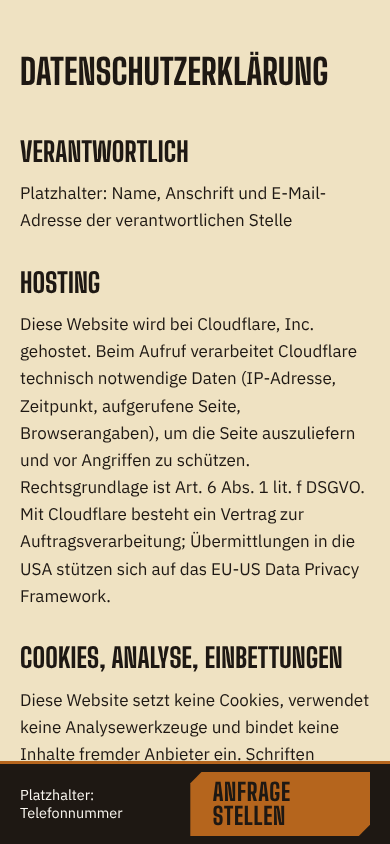 DATENSCHUTZERKLÄRUNG
VERANTWORTLICH
Platzhalter: Name, Anschrift und E-Mail-
Adresse der verantwortlichen Stelle
HOSTING
Diese Website wird bei Cloudflare, Inc.
gehostet. Beim Aufruf verarbeitet Cloudflare
technisch notwendige Daten (IP-Adresse,
Zeitpunkt, aufgerufene Seite,
Browserangaben), um die Seite auszuliefern
und vor Angriffen zu schützen.
Rechtsgrundlage ist Art. 6 Abs. 1 lit. f DSGVO.
Mit Cloudflare besteht ein Vertrag zur
Auftragsverarbeitung; Übermittlungen in die
USA stützen sich auf das EU-US Data Privacy
Framework.
COOKIES, ANALYSE, EINBETTUNGEN
Diese Website setzt keine Cookies, verwendet
keine Analysewerkzeuge und bindet keine
Inhalte fremder Anbieter ein. Schriften
Platzhalter:
Telefonnummer
ANFRAGE
STELLEN